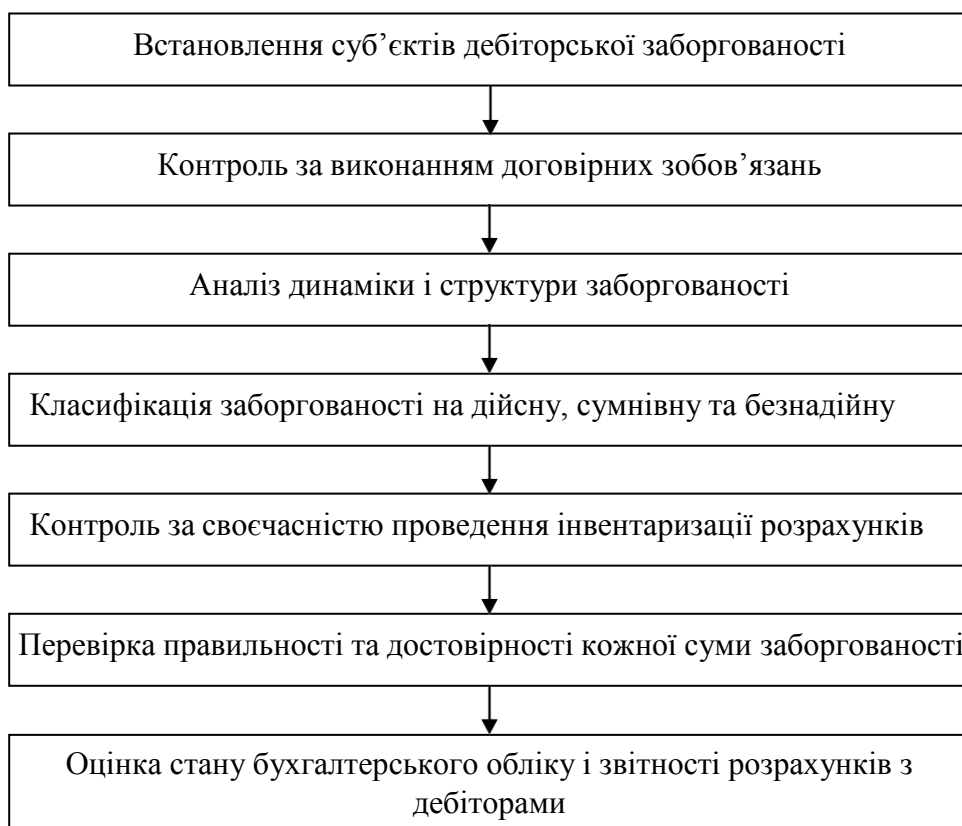 Встановлення суб’єктів дебіторської заборгованості
Контроль за виконанням договірних зобов’язань
Аналіз динаміки і структури заборгованості
Класифікація заборгованості на дійсну, сумнівну та безнадійну
Контроль за своєчасністю проведення інвентаризації розрахунків
Перевірка правильності та достовірності кожної суми заборгованості
Оцінка стану бухгалтерського обліку і звітності розрахунків з
дебіторами